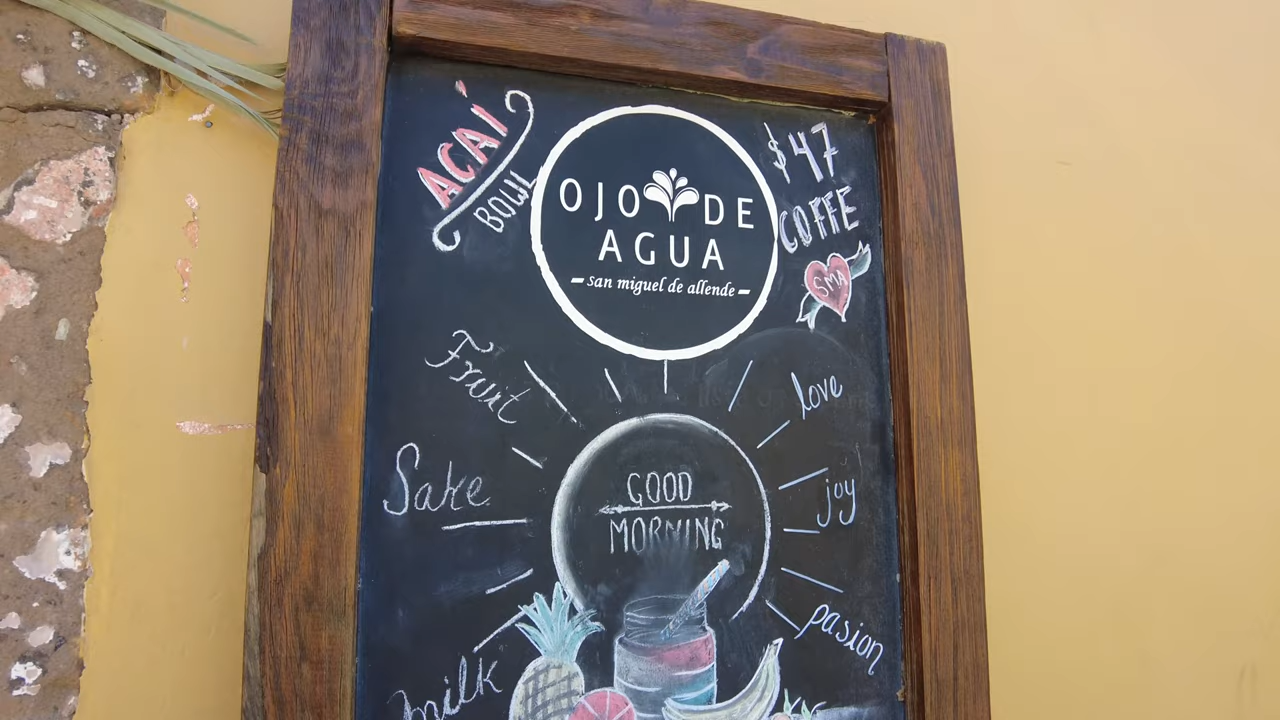 ACAÍ
BOWL
OJO DE
AGUA
san miguel de allende
$47
COFFE
SMA
Fruit
Sake
milk
GOOD
MORNING
love
joy
pasion